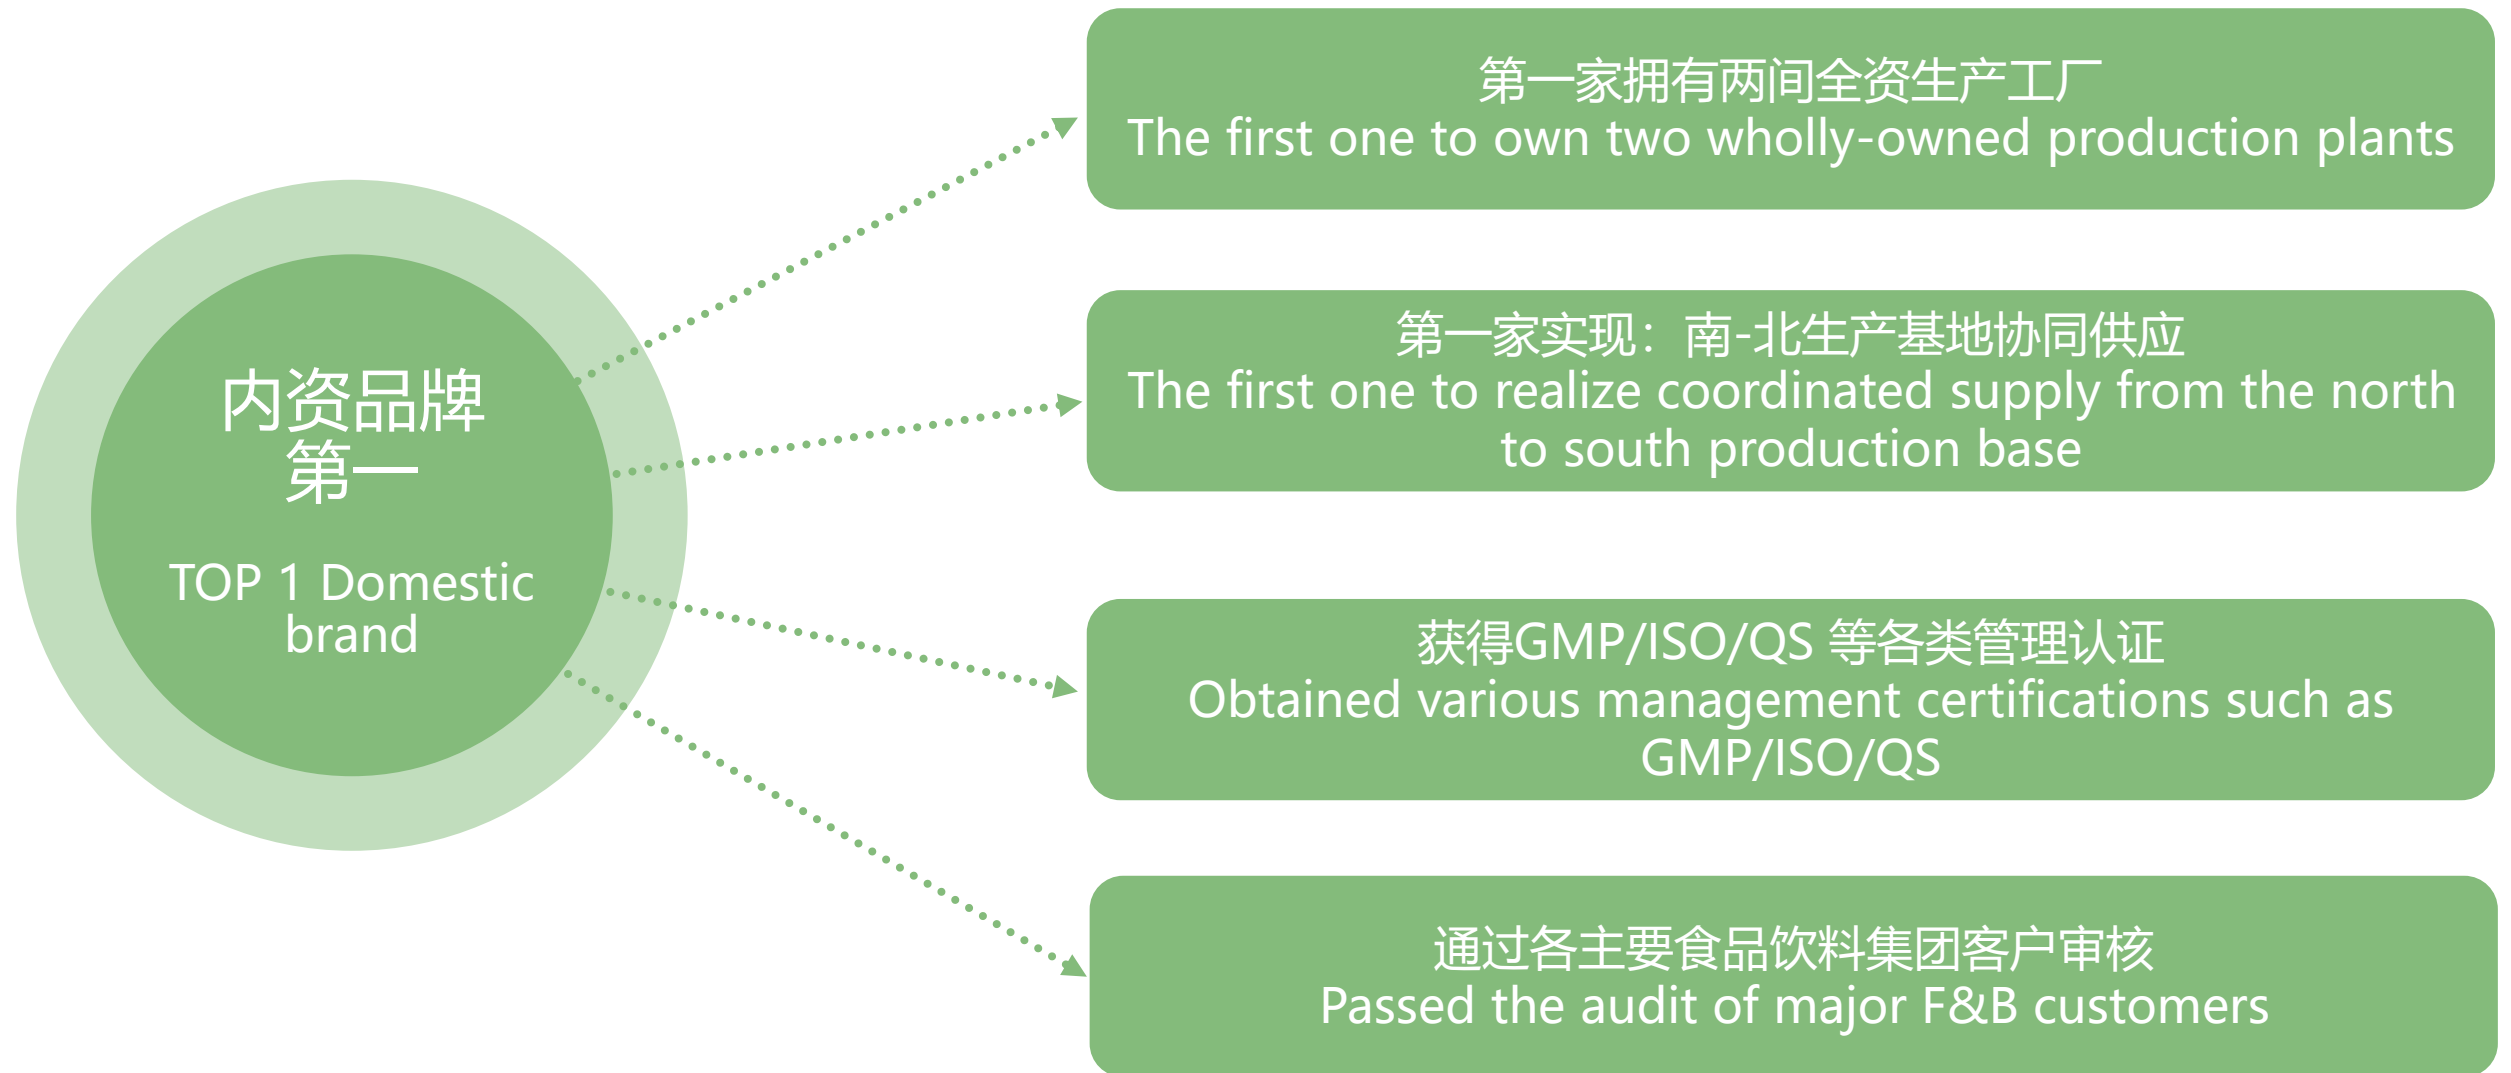 内资品牌
第一
TOP 1 Domestic
brand
第一家拥有两间全资生产工厂
The first one to own two wholly-owned production plants
第一家实现：南-北生产基地协同供应
The first one to realize coordinated supply from the north
to south production base
获得GMP/ISO/QS 等各类管理认证
Obtained various management certifications such as
GMP/ISO/QS
通过各主要食品饮料集团客户审核
Passed the audit of major F&B customers